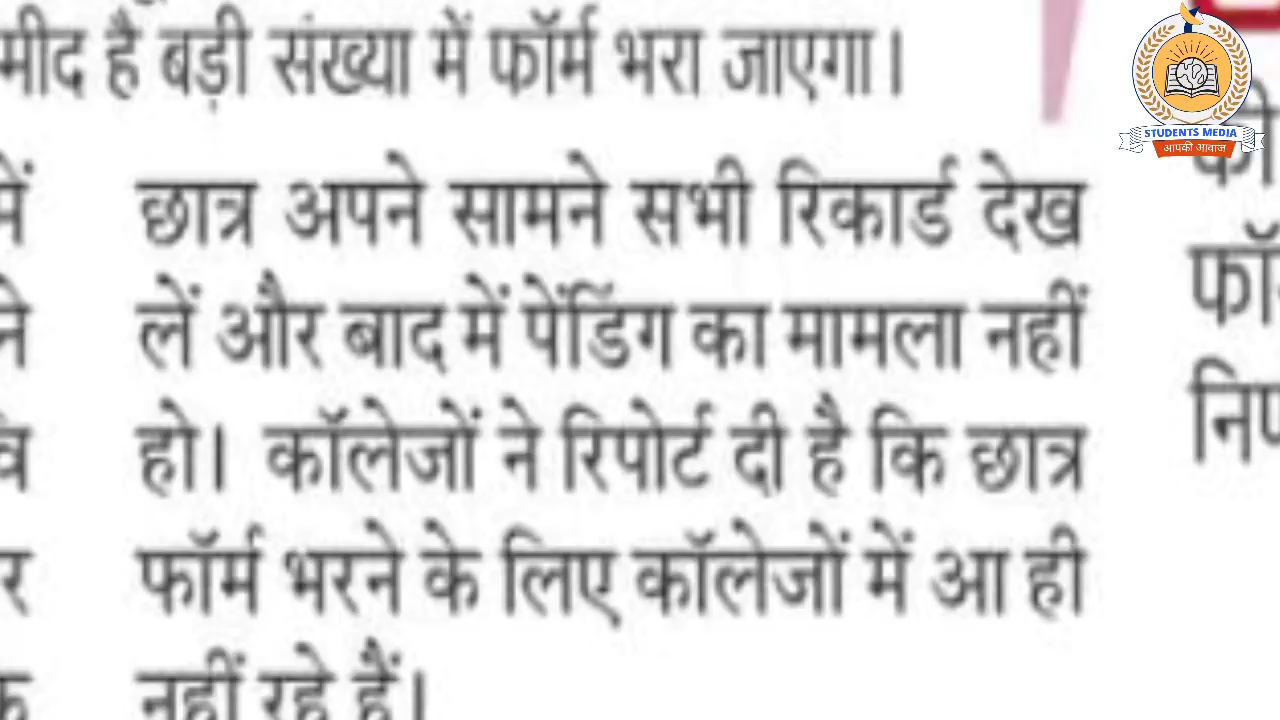 मीद है बड़ी संख्या में फॉर्म भरा जाएगा।
छात्र अपने सामने सभी रिकार्ड देख
लें और बाद में पेंडिंग का मामला नहीं
हो। कॉलेजों ने रिपोर्ट दी है कि छात्र
फॉर्म भरने के लिए कॉलेजों में आ ही
नहीं रहे हैं।
में
ने
र
की
STUDENTS MEDIA
आपकी आवाज